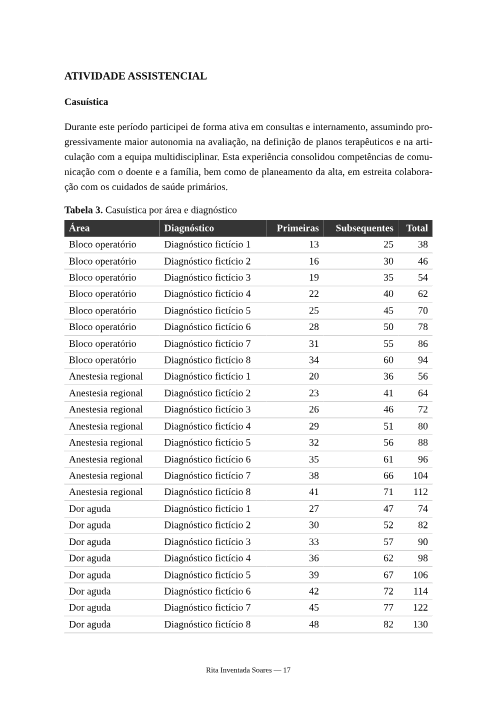 ATIVIDADE ASSISTENCIAL
Casuística
Durante este período participei de forma ativa em consultas e internamento, assumindo pro-
gressivamente maior autonomia na avaliação, na definição de planos terapêuticos e na arti-
culação com a equipa multidisciplinar. Esta experiência consolidou competências de comu-
nicação com o doente e a família, bem como de planeamento da alta, em estreita colabora-
ção com os cuidados de saúde primários.
Tabela 3. Casuística por área e diagnóstico
Área Diagnóstico Primeiras Subsequentes Total
Bloco operatório Diagnóstico fictício 1 13 25 38
Bloco operatório Diagnóstico fictício 2 16 30 46
Bloco operatório Diagnóstico fictício 3 19 35 54
Bloco operatório Diagnóstico fictício 4 22 40 62
Bloco operatório Diagnóstico fictício 5 25 45 70
Bloco operatório Diagnóstico fictício 6 28 50 78
Bloco operatório Diagnóstico fictício 7 31 55 86
Bloco operatório Diagnóstico fictício 8 34 60 94
Anestesia regional Diagnóstico fictício 1 20 36 56
Anestesia regional Diagnóstico fictício 2 23 41 64
Anestesia regional Diagnóstico fictício 3 26 46 72
Anestesia regional Diagnóstico fictício 4 29 51 80
Anestesia regional Diagnóstico fictício 5 32 56 88
Anestesia regional Diagnóstico fictício 6 35 61 96
Anestesia regional Diagnóstico fictício 7 38 66 104
Anestesia regional Diagnóstico fictício 8 41 71 112
Dor aguda Diagnóstico fictício 1 27 47 74
Dor aguda Diagnóstico fictício 2 30 52 82
Dor aguda Diagnóstico fictício 3 33 57 90
Dor aguda Diagnóstico fictício 4 36 62 98
Dor aguda Diagnóstico fictício 5 39 67 106
Dor aguda Diagnóstico fictício 6 42 72 114
Dor aguda Diagnóstico fictício 7 45 77 122
Dor aguda Diagnóstico fictício 8 48 82 130
Rita Inventada Soares — 17